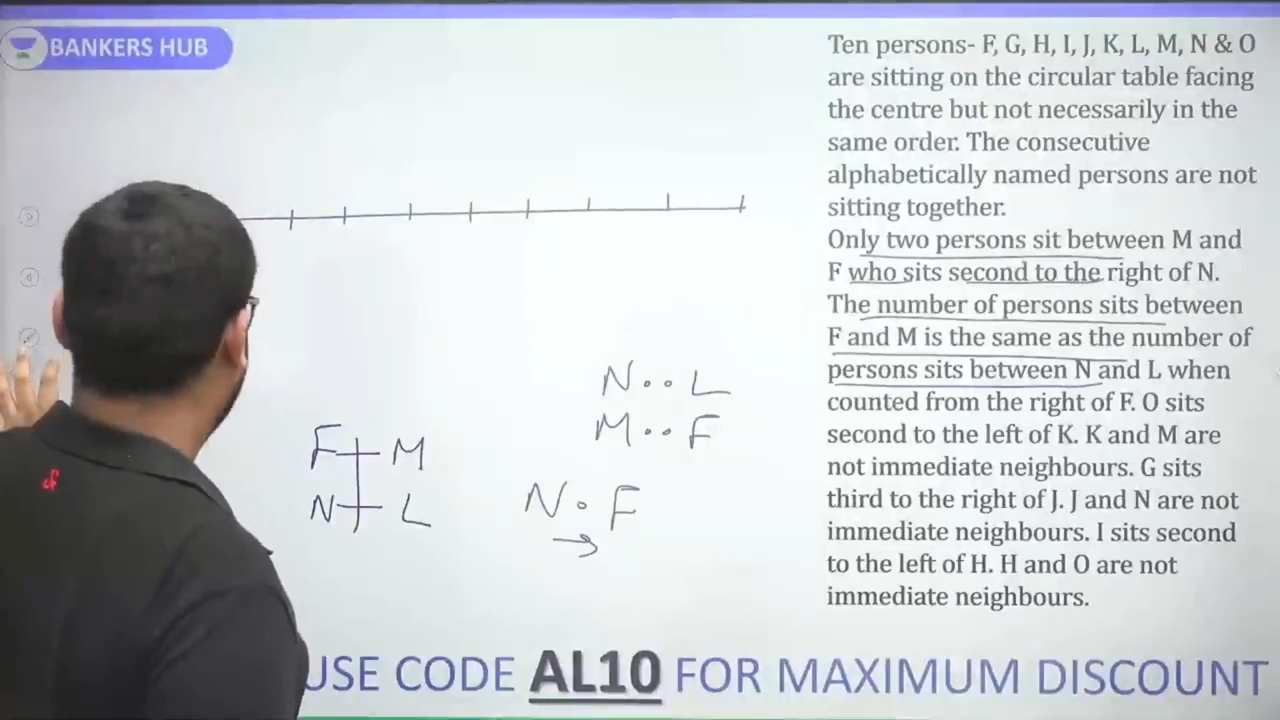 BANKERS HUB
Ten persons- F, G, H, I, J, K, L, M, N & O
are sitting on the circular table facing
the centre but not necessarily in the
same order. The consecutive
alphabetically named persons are not
sitting together.
Only two persons sit between M and
F who sits second to the right of N.
The number of persons sits between
F and M is the same as the number of
persons sits between N and L when
counted from the right of F. O sits
second to the left of K. K and M are
not immediate neighbours. G sits
third to the right of J. J and N are not
immediate neighbours. I sits second
to the left of H. H and O are not
immediate neighbours.
N . . L
M . . F
F M
N L
N . F
USE CODE AL10 FOR MAXIMUM DISCOUNT